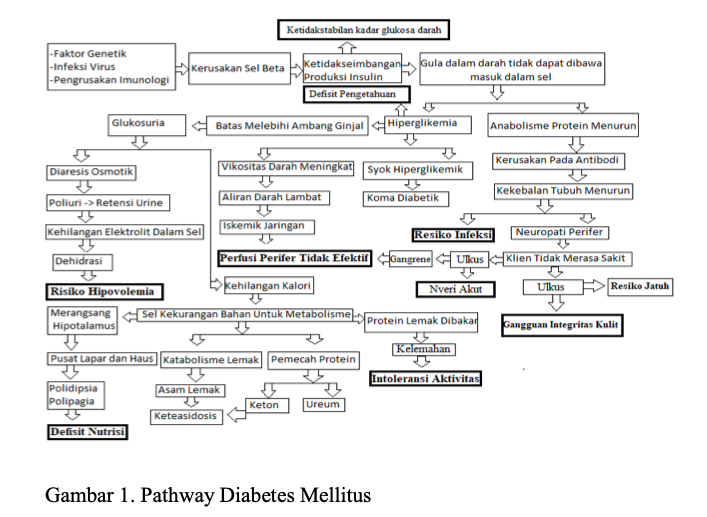 Ketidakstabilan kadar glukosa darah
-Faktor Genetik
-Infeksi Virus
-Pengrusakan Imunologi
Kerusakan Sel Beta
Ketidakseimbangan
Produksi Insulin
Gula dalam darah tidak dapat dibawa
masuk dalam sel
Defisit Pengetahuan
Glukosuria
Batas Melebihi Ambang Ginjal
Hiperglikemia
Anabolisme Protein Menurun
Diaresis Osmotik
Vikositas Darah Meningkat
Syok Hiperglikemik
Kerusakan Pada Antibodi
Poliuri -> Retensi Urine
Aliran Darah Lambat
Koma Diabetik
Kekebalan Tubuh Menurun
Kehilangan Elektrolit Dalam Sel
Iskemik Jaringan
Resiko Infeksi
Neuropati Perifer
Dehidrasi
Perfusi Perifer Tidak Efektif
Gangrene
Ulkus
Klien Tidak Merasa Sakit
Risiko Hipovolemia
Kehilangan Kalori
Nveri Akut
Ulkus
Resiko Jatuh
Merangsang
Hipotalamus
Sel Kekurangan Bahan Untuk Metabolisme
Protein Lemak Dibakar
Gangguan Integritas Kulit
Pusat Lapar dan Haus
Katabolisme Lemak
Pemecah Protein
Kelemahan
Intoleransi Aktivitas
Polidipsia
Polipagia
Asam Lemak
Keton
Ureum
Keteasidosis
Defisit Nutrisi
Gambar 1. Pathway Diabetes Mellitus